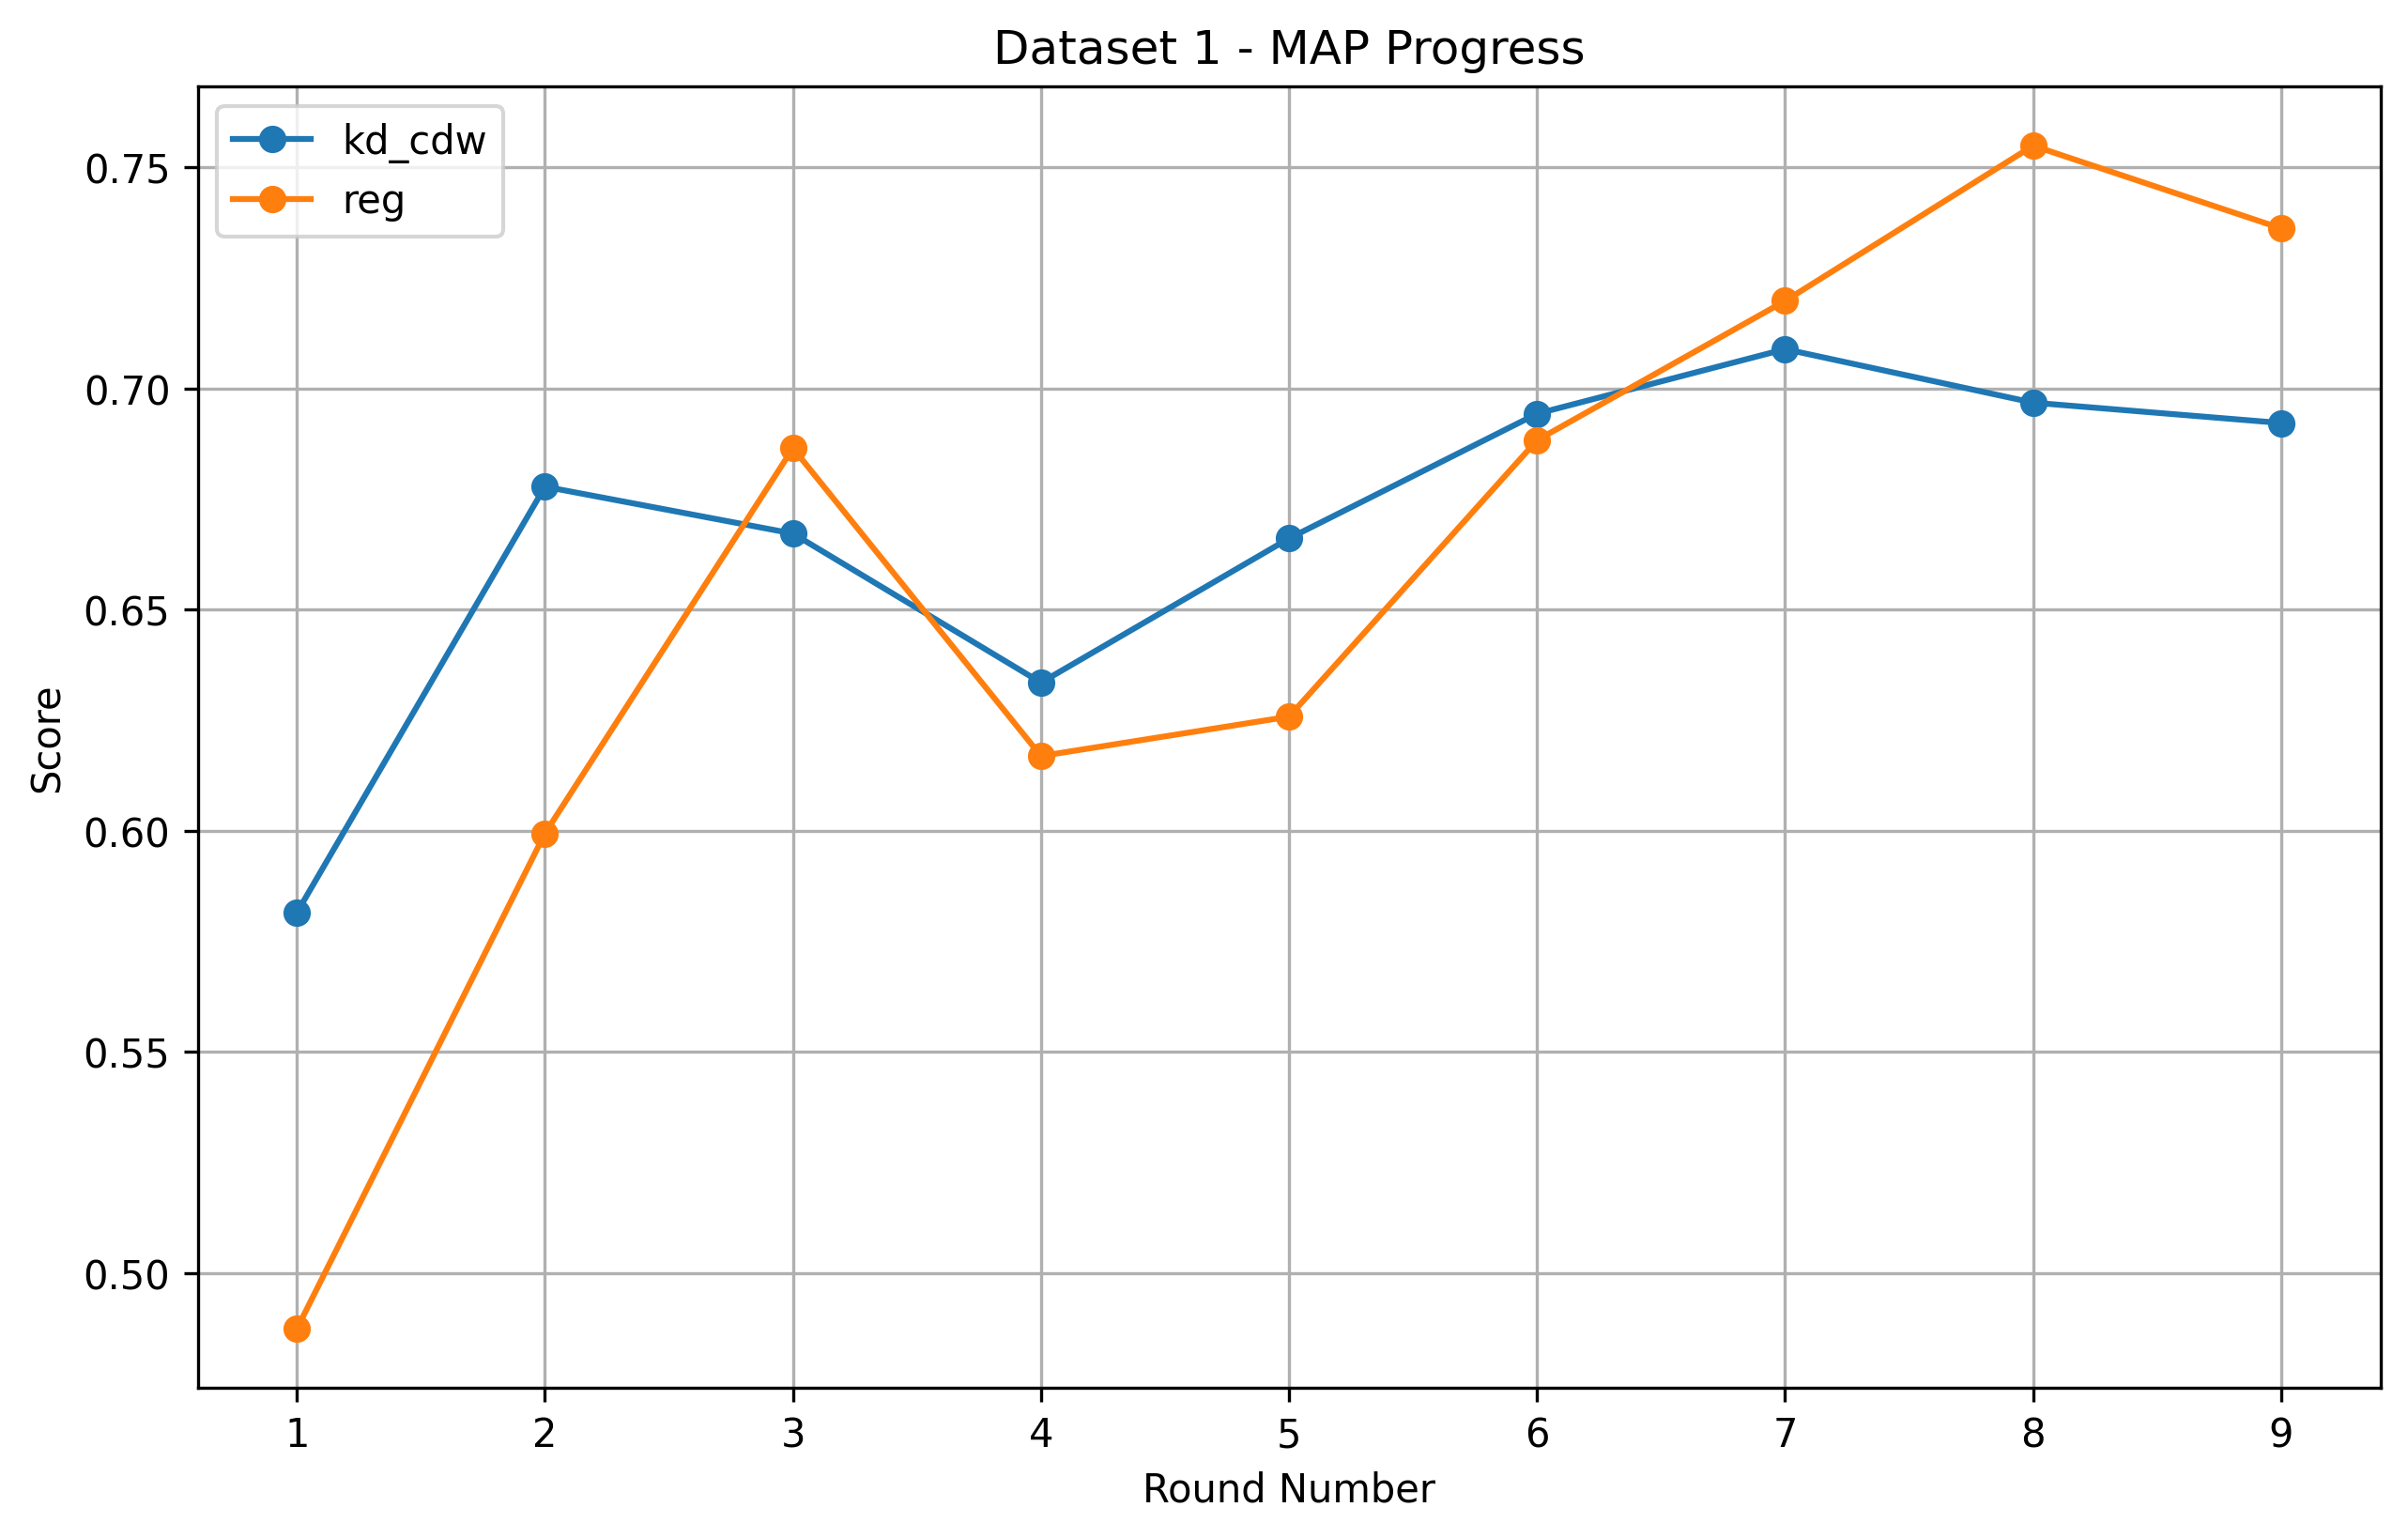 Dataset 1 - MAP Progress
kd_cdw
reg
0.75
0.70
0.65
0.60
0.55
0.50
Score
1 2 3 4 5 6 7 8 9
Round Number